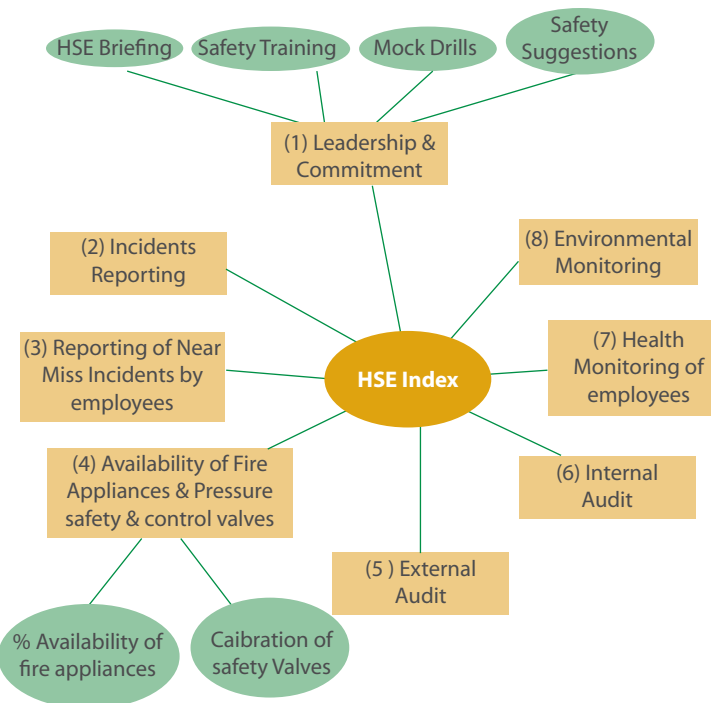 HSE Briefing
Safety Training
Mock Drills
Safety
Suggestions
(1) Leadership &
Commitment
(2) Incidents
Reporting
(8) Environmental
Monitoring
(3) Reporting of Near
Miss Incidents by
employees
HSE Index
(7) Health
Monitoring of
employees
(4) Availability of Fire
Appliances & Pressure
safety & control valves
(6) Internal
Audit
(5 ) External
Audit
% Availability of
fire appliances
Caibration of
safety Valves